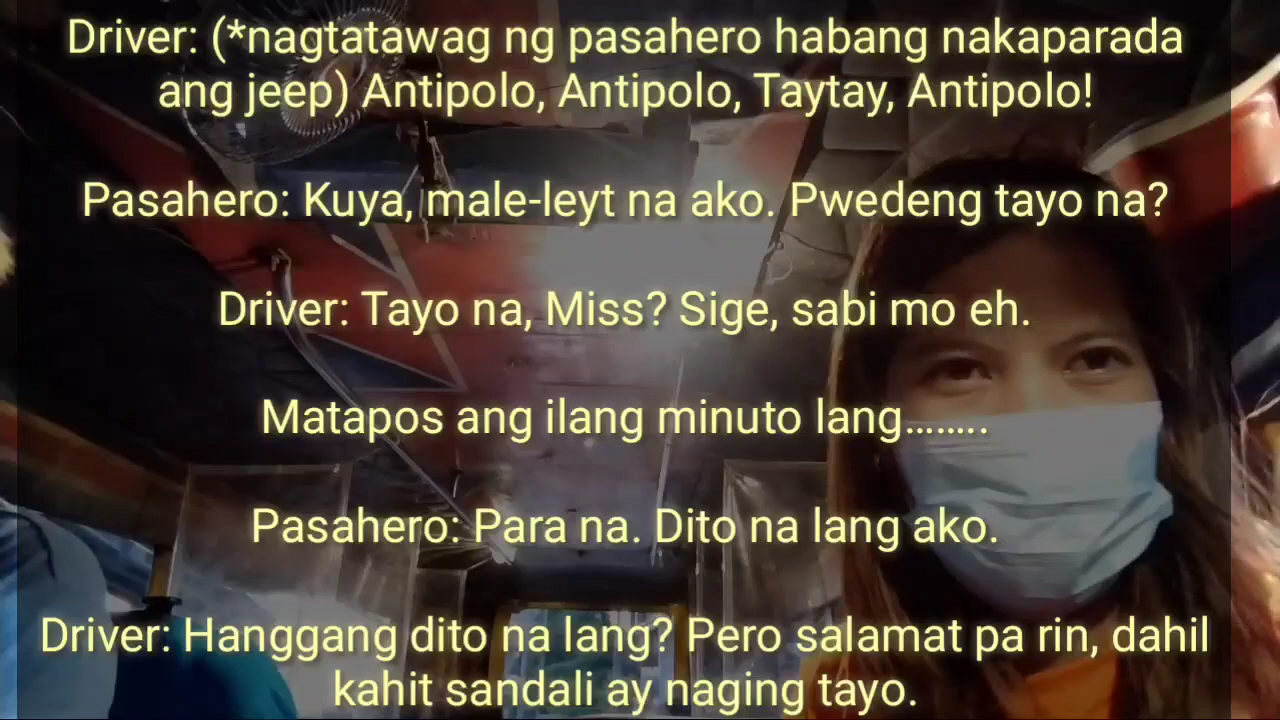 Driver: (*nagtatawag ng pasahero habang nakaparada
ang jeep) Antipolo, Antipolo, Taytay, Antipolo!
Pasahero: Kuya, male-leyt na ako. Pwedeng tayo na?
Driver: Tayo na, Miss? Sige, sabi mo eh.
Matapos ang ilang minuto lang........
Pasahero: Para na. Dito na lang ako.
Driver: Hanggang dito na lang? Pero salamat pa rin, dahil
kahit sandali ay naging tayo.